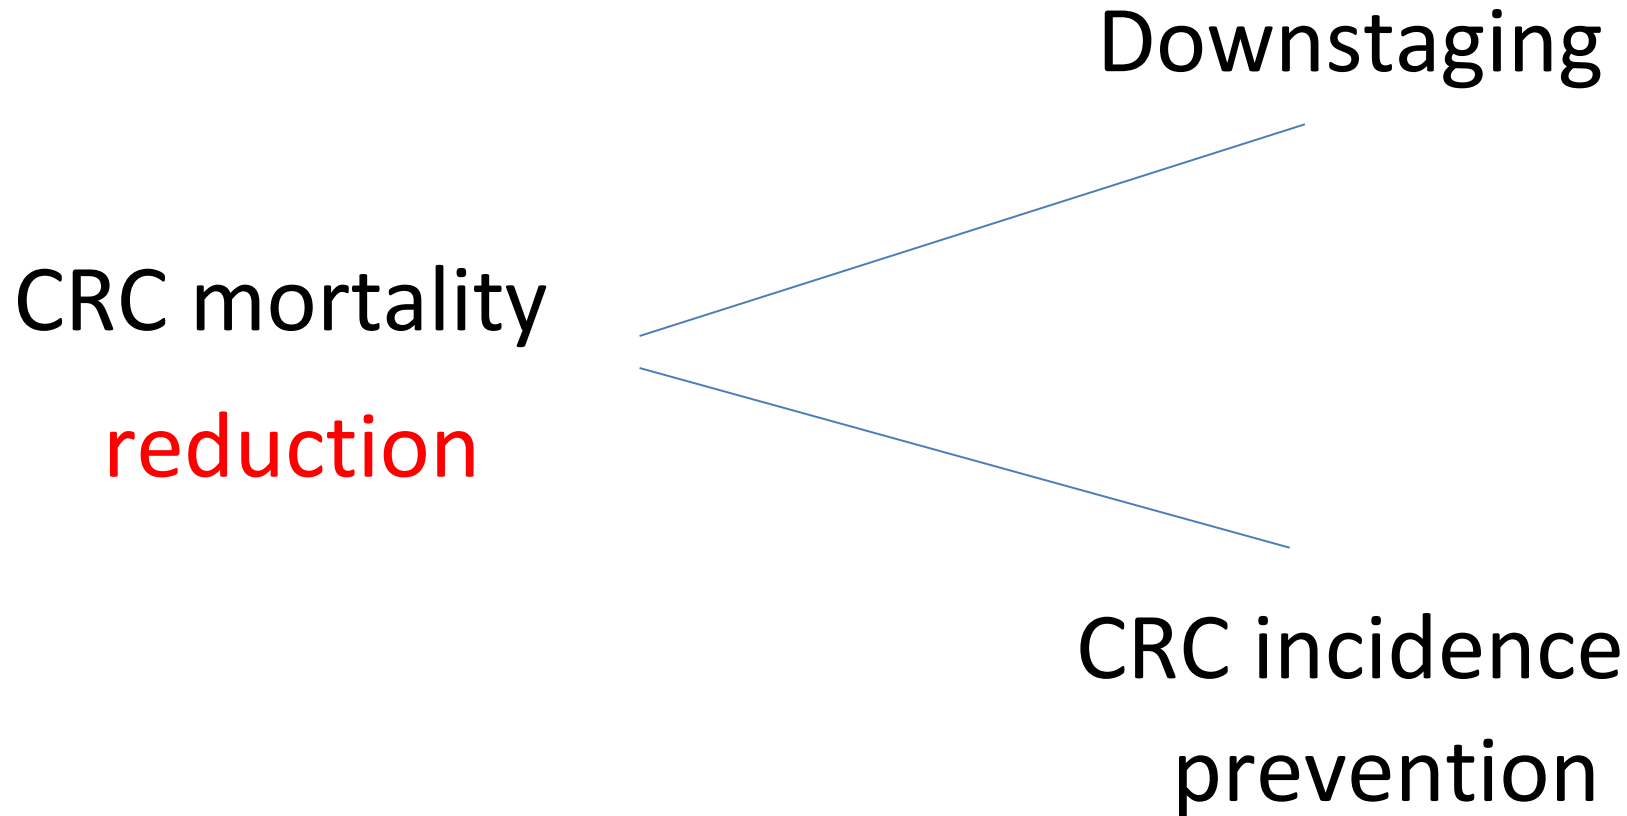 Downstaging
CRC mortality
reduction
CRC incidence
prevention